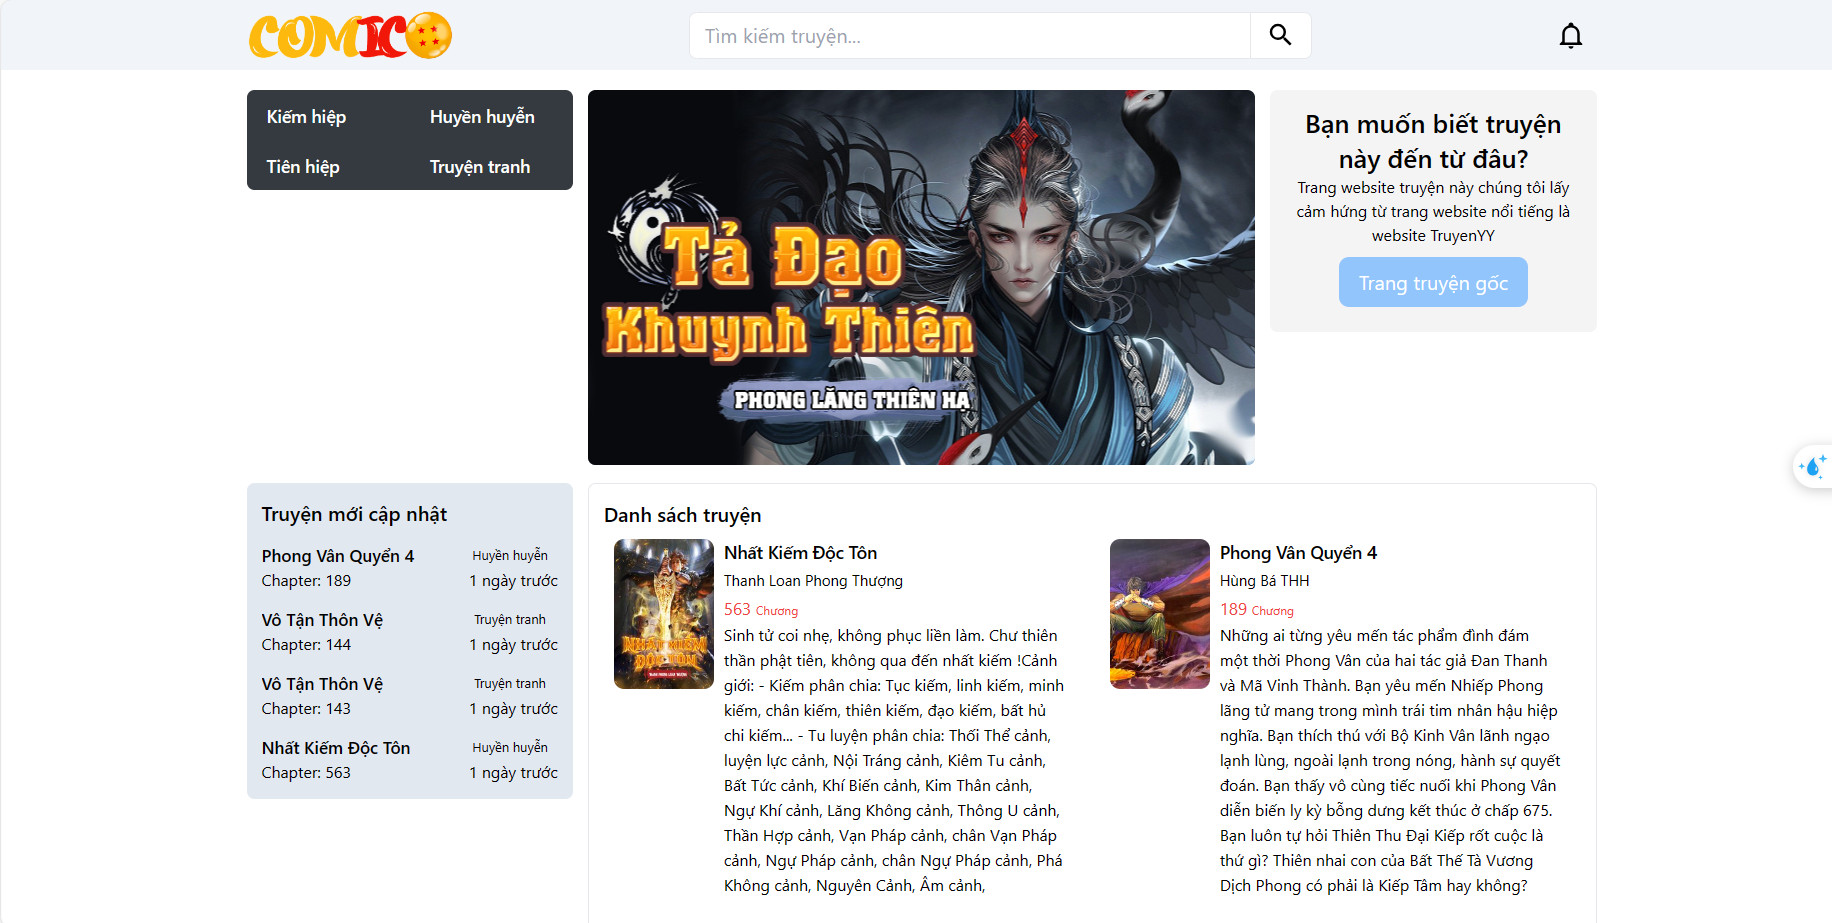 COMIC
Tìm kiếm truyện...
Kiếm hiệp
Huyền huyễn
Tiên hiệp
Truyện tranh
Tả Đạo
Khuynh Thiên
PHONG LĂNG THIÊN HẠ
Bạn muốn biết truyện
này đến từ đâu?
Trang website truyện này chúng tôi lấy
cảm hứng từ trang website nổi tiếng là
website TruyenYY
Trang truyện gốc
Truyện mới cập nhật
Phong Vân Quyển 4
Huyền huyễn
Chapter: 189
1 ngày trước
Vô Tận Thôn Vệ
Truyện tranh
Chapter: 144
1 ngày trước
Vô Tận Thôn Vệ
Truyện tranh
Chapter: 143
1 ngày trước
Nhất Kiếm Độc Tôn
Huyền huyễn
Chapter: 563
1 ngày trước
Danh sách truyện
NHẤT KIẾM
ĐỘC TÔN
Nhất Kiếm Độc Tôn
Thanh Loan Phong Thượng
563 Chương
Sinh tử coi nhẹ, không phục liền làm. Chư thiên
thần phật tiên, không qua đến nhất kiếm !Cảnh
giới: - Kiếm phân chia: Tục kiếm, linh kiếm, minh
kiếm, chân kiếm, thiên kiếm, đạo kiếm, bất hủ
chi kiếm... - Tu luyện phân chia: Thối Thể cảnh,
luyện lực cảnh, Nội Tráng cảnh, Kiêm Tu cảnh,
Bất Tức cảnh, Khí Biến cảnh, Kim Thân cảnh,
Ngự Khí cảnh, Lăng Không cảnh, Thông U cảnh,
Thần Hợp cảnh, Vạn Pháp cảnh, chân Vạn Pháp
cảnh, Ngự Pháp cảnh, chân Ngự Pháp cảnh, Phá
Không cảnh, Nguyên Cảnh, Âm cảnh,
Phong Vân Quyển 4
Hùng Bá THH
189 Chương
Những ai từng yêu mến tác phẩm đình đám
một thời Phong Vân của hai tác giả Đan Thanh
và Mã Vinh Thành. Bạn yêu mến Nhiếp Phong
lãng tử mang trong mình trái tim nhân hậu hiệp
nghĩa. Bạn thích thú với Bộ Kinh Vân lãnh ngạo
lạnh lùng, ngoài lạnh trong nóng, hành sự quyết
đoán. Bạn thấy vô cùng tiếc nuối khi Phong Vân
diễn biến ly kỳ bỗng dưng kết thúc ở chấp 675.
Bạn luôn tự hỏi Thiên Thu Đại Kiếp rốt cuộc là
thứ gì? Thiên nhai con của Bất Thế Tà Vương
Dịch Phong có phải là Kiếp Tâm hay không?